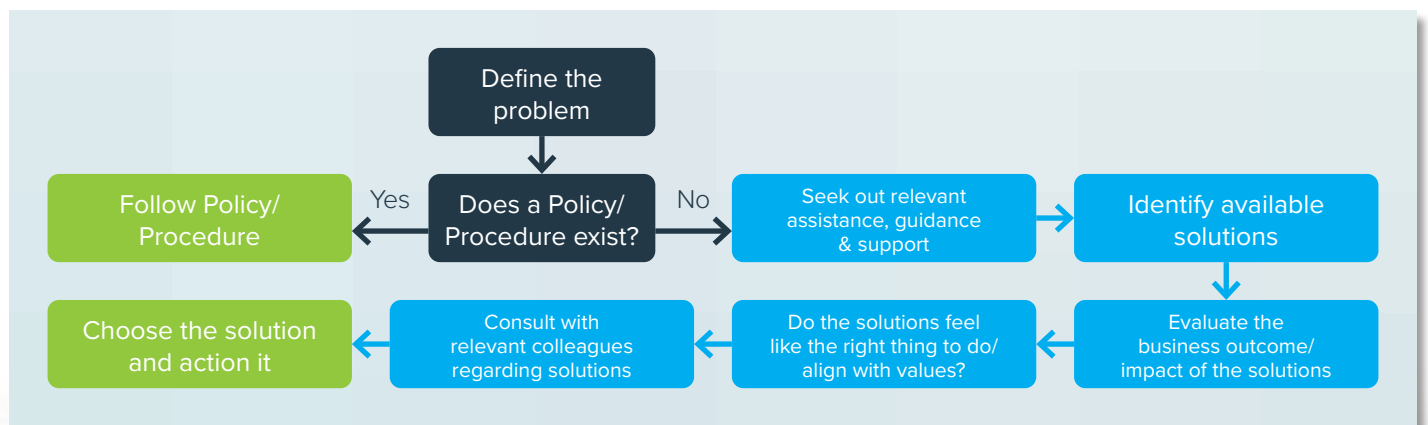 Define the
problem
Follow Policy/
Procedure
Yes
Does a Policy/
Procedure exist?
No
Seek out relevant
assistance, guidance
& support
Identify available
solutions
Evaluate the
business outcome/
impact of the solutions
Do the solutions feel
like the right thing to do/
align with values?
Consult with
relevant colleagues
regarding solutions
Choose the solution
and action it